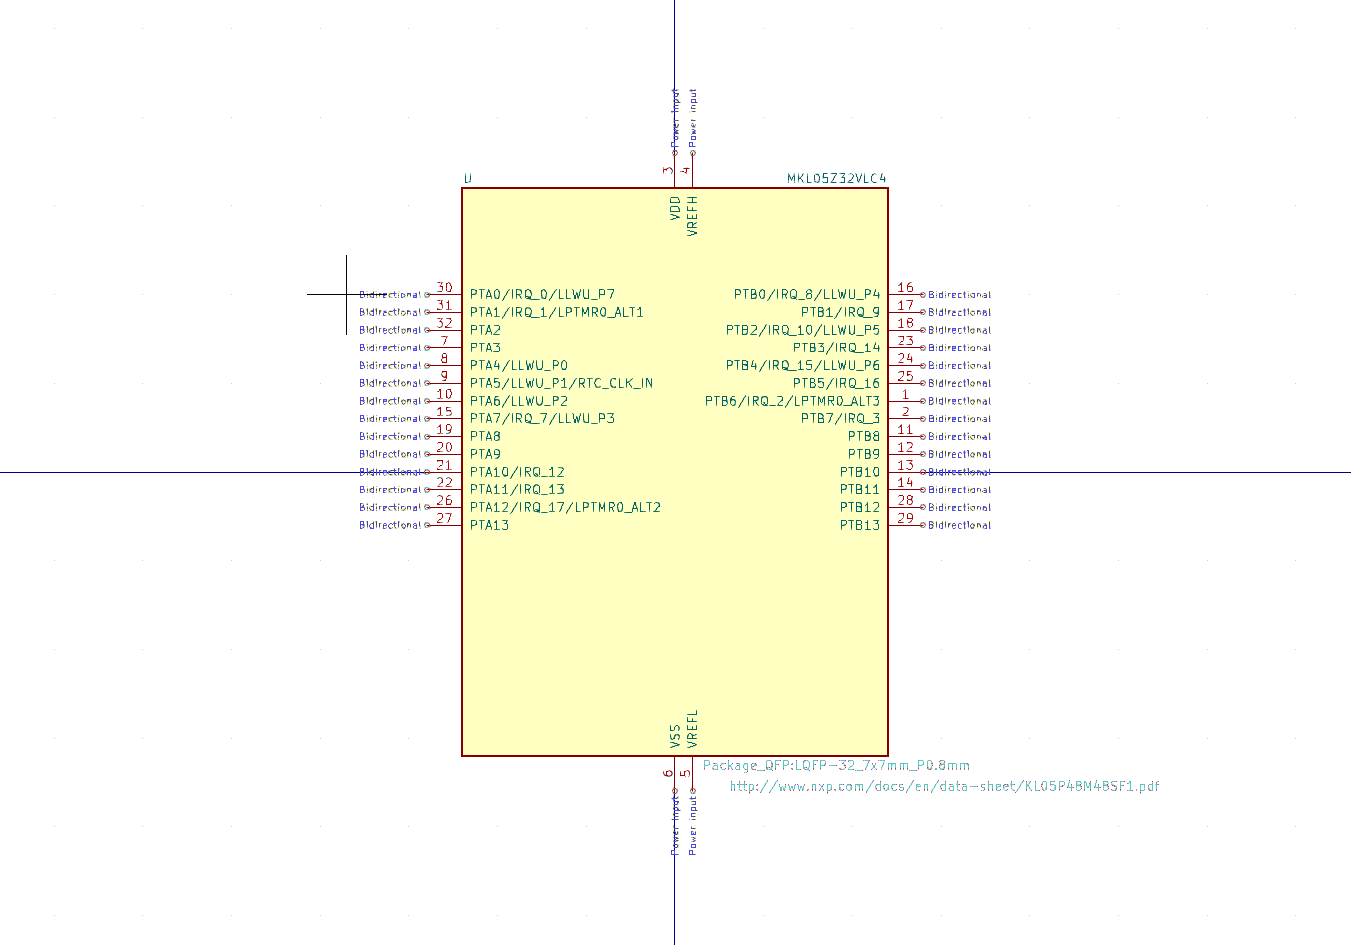 Power input Power input
3 4
U MKL05Z32VLC4
VDD VREFH
Bidirectional 30 PTA0/IRQ_0/LLWU_P7 PTB0/IRQ_8/LLWU_P4 16 Bidirectional
Bidirectional 31 PTA1/IRQ_1/LPTMR0_ALT1 PTB1/IRQ_9 17 Bidirectional
Bidirectional 32 PTA2 PTB2/IRQ_10/LLWU_P5 18 Bidirectional
Bidirectional 7 PTA3 PTB3/IRQ_14 23 Bidirectional
Bidirectional 8 PTA4/LLWU_P0 PTB4/IRQ_15/LLWU_P6 24 Bidirectional
Bidirectional 9 PTA5/LLWU_P1/RTC_CLK_IN PTB5/IRQ_16 25 Bidirectional
Bidirectional 10 PTA6/LLWU_P2 PTB6/IRQ_2/LPTMR0_ALT3 1 Bidirectional
Bidirectional 15 PTA7/IRQ_7/LLWU_P3 PTB7/IRQ_3 2 Bidirectional
Bidirectional 19 PTA8 PTB8 11 Bidirectional
Bidirectional 20 PTA9 PTB9 12 Bidirectional
Bidirectional 21 PTA10/IRQ_12 PTB10 13 Bidirectional
Bidirectional 22 PTA11/IRQ_13 PTB11 14 Bidirectional
Bidirectional 26 PTA12/IRQ_17/LPTMR0_ALT2 PTB12 28 Bidirectional
Bidirectional 27 PTA13 PTB13 29 Bidirectional
VSS VREFL
6 5 Package_QFP:LQFP-32_7x7mm_P0.8mm
http://www.nxp.com/docs/en/data-sheet/KL05P48M48SF1.pdf
Power input Power input